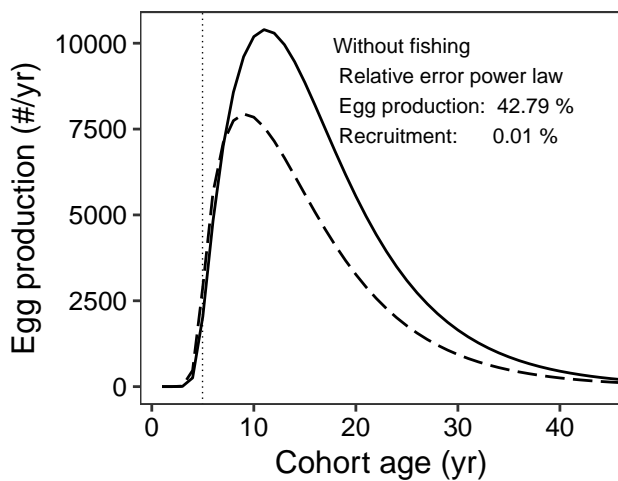 10000
7500
5000
2500
0
Egg production (#/yr)
Without fishing
Relative error power law
Egg production: 42.79 %
Recruitment: 0.01 %
0 10 20 30 40
Cohort age (yr)